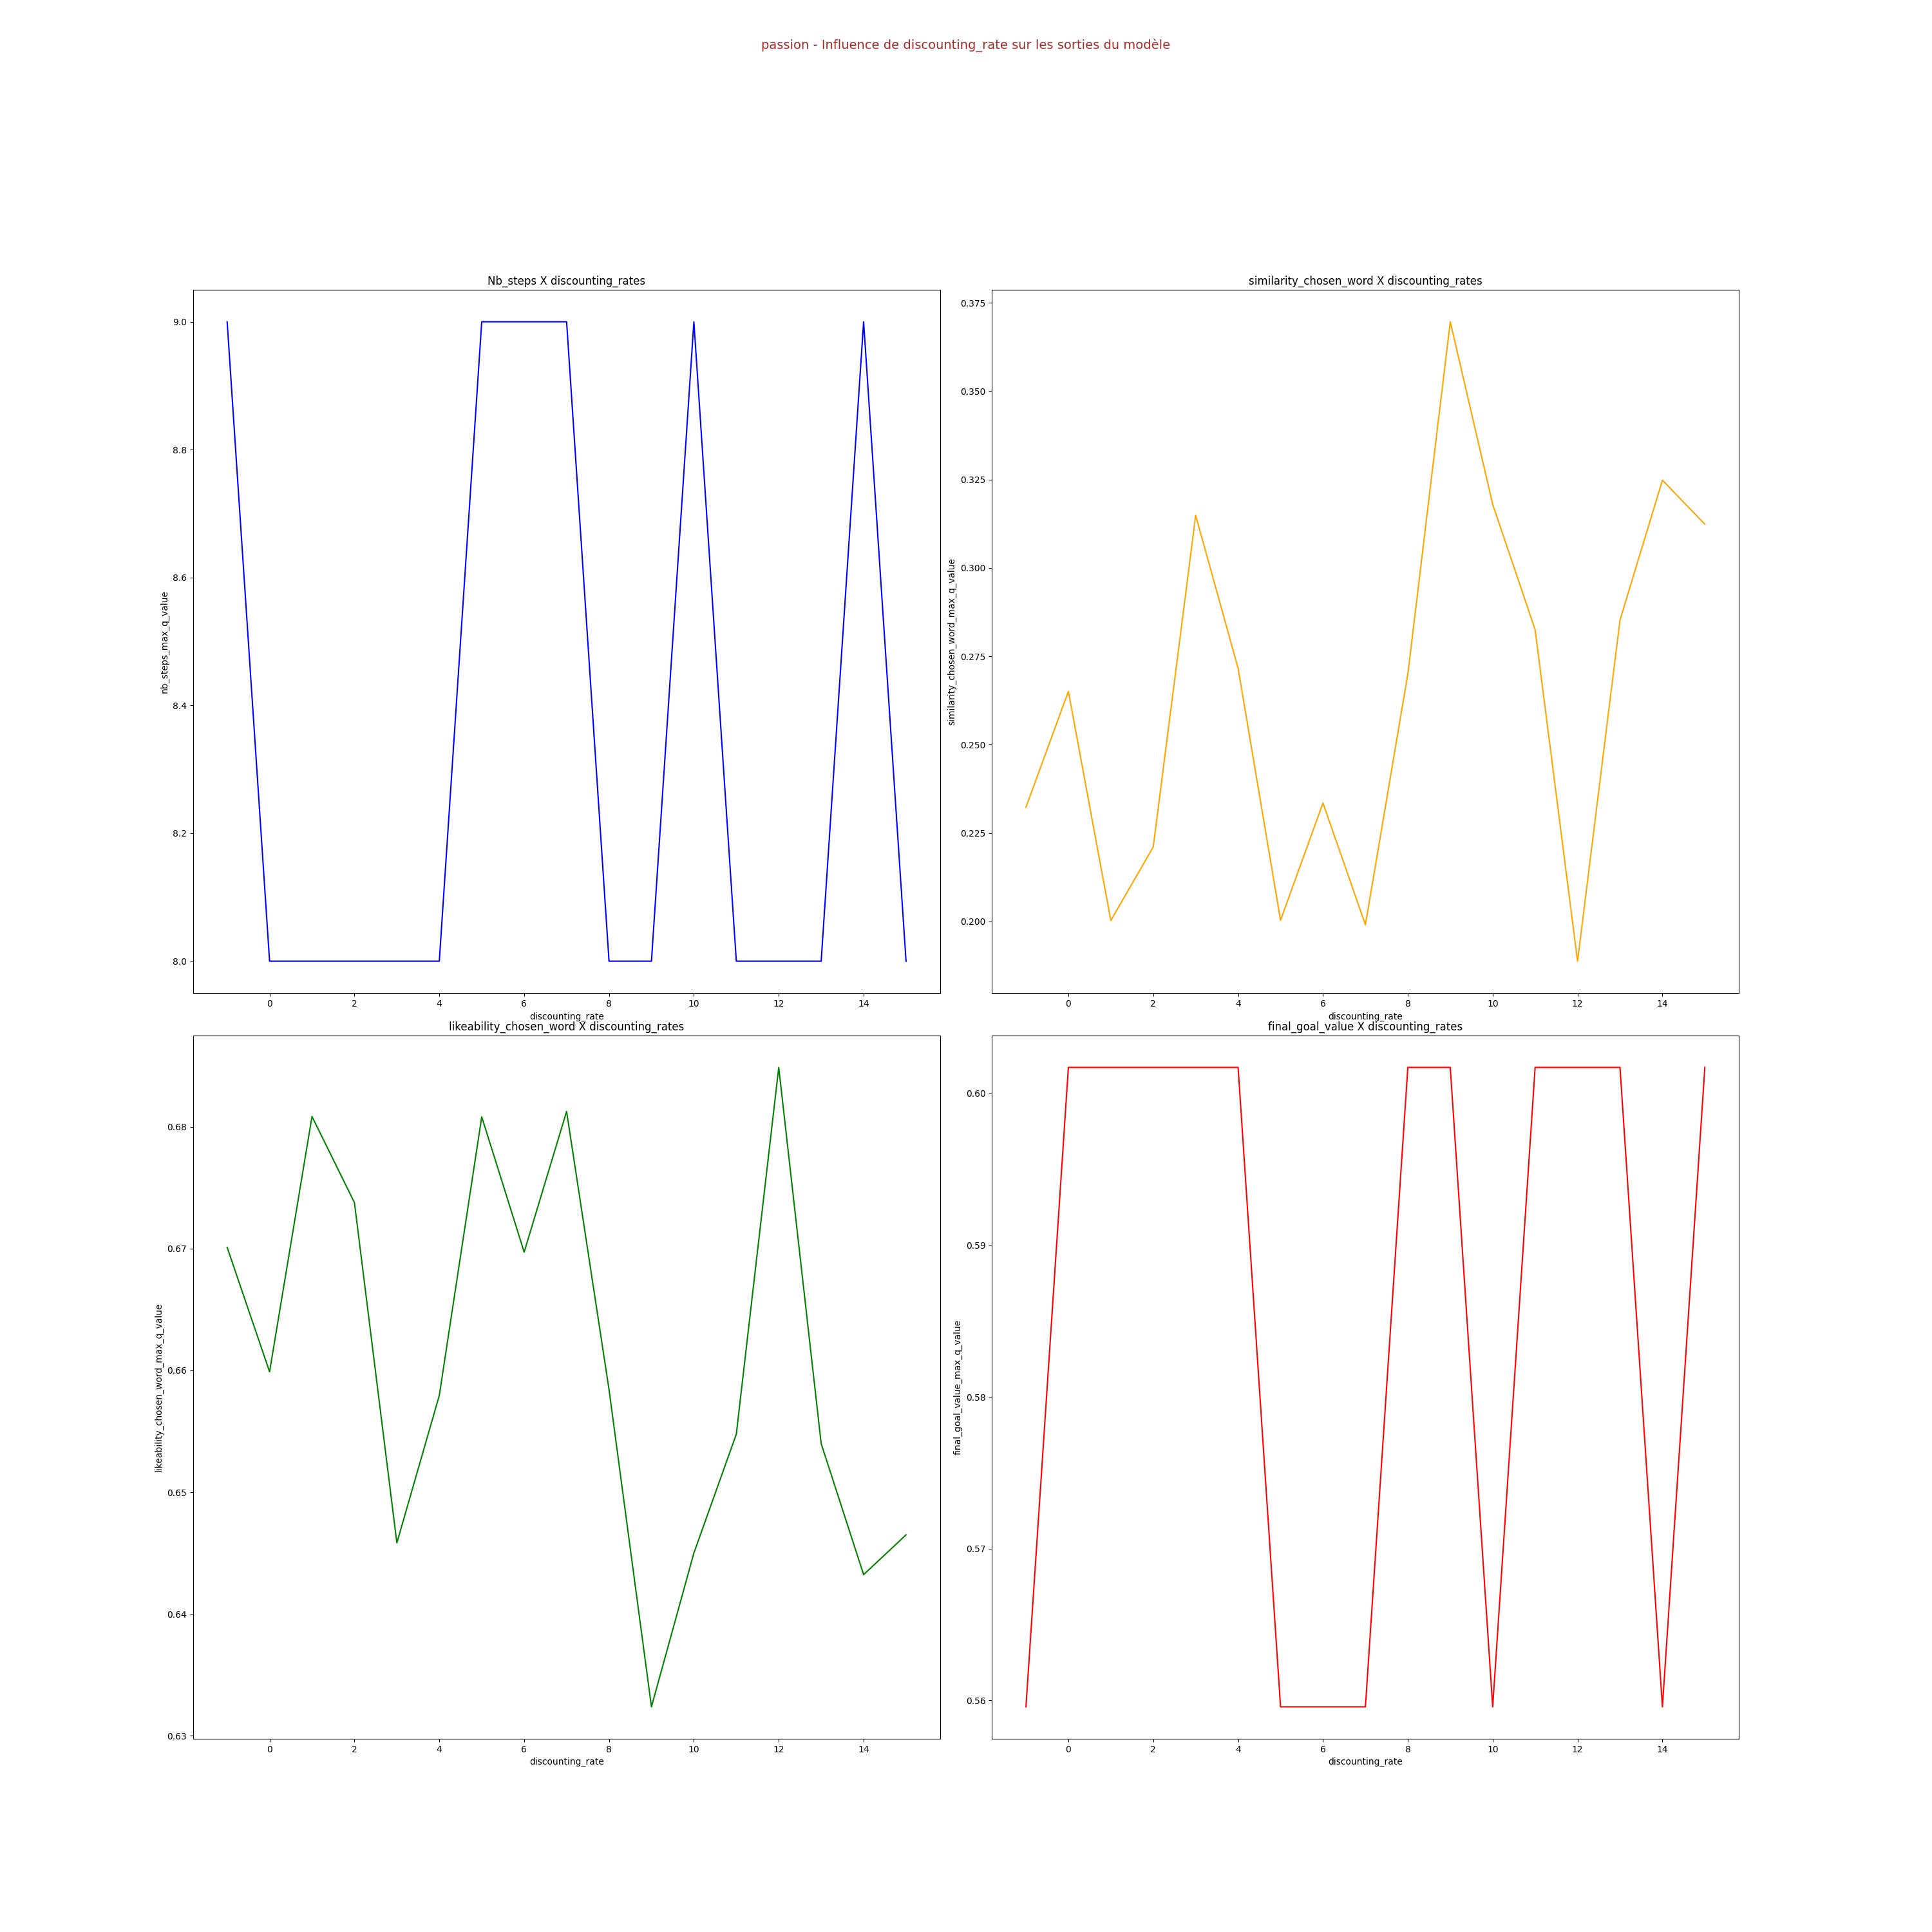 passion - Influence de discounting_rate sur les sorties du modèle
Nb_steps X discounting_rates
nb_steps_max_q_value
9.0
8.8
8.6
8.4
8.2
8.0
0 2 4 6 8 10 12 14
discounting_rate
similarity_chosen_word X discounting_rates
similarity_chosen_word_max_q_value
0.375
0.350
0.325
0.300
0.275
0.250
0.225
0.200
0 2 4 6 8 10 12 14
discounting_rate
likeability_chosen_word X discounting_rates
likeability_chosen_word_max_q_value
0.68
0.67
0.66
0.65
0.64
0.63
0 2 4 6 8 10 12 14
discounting_rate
final_goal_value X discounting_rates
final_goal_value_max_q_value
0.60
0.59
0.58
0.57
0.56
0 2 4 6 8 10 12 14
discounting_rate